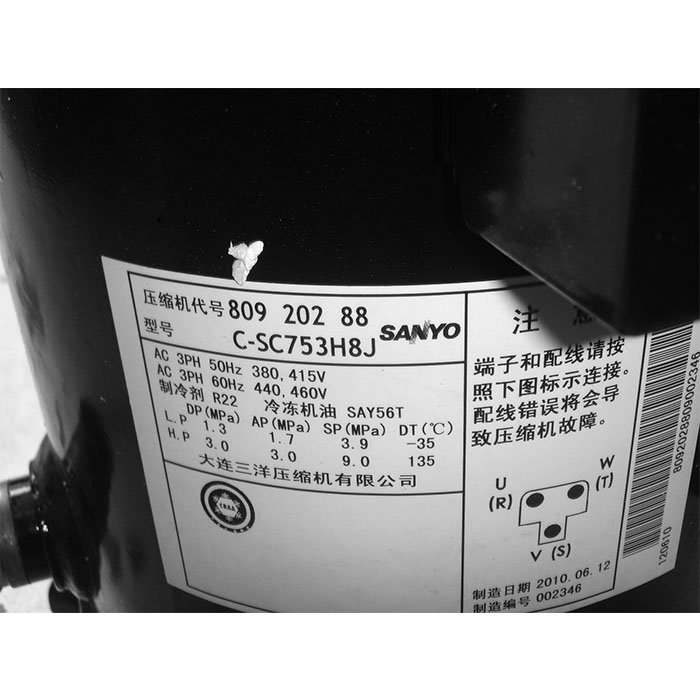 压缩机代号 809 202 88
型号 C-SC753H8J
SANYO
AC 3PH 50Hz 380,415V
AC 3PH 60Hz 440,460V
制冷剂 R22 冷冻机油 SAY56T
DP(MPa) AP(MPa) SP(MPa) DT(℃)
L.P 1.3 1.7 3.9 -35
H.P 3.0 3.0 9.0 135
大连三洋压缩机有限公司
CRAA
注
端子和配线请按
照下图标示连接。
配线错误将会导
致压缩机故障。
U
(R)
W
(T)
V (S)
制造日期 2010.06.12
制造编号 002346
8092028809002346
120610